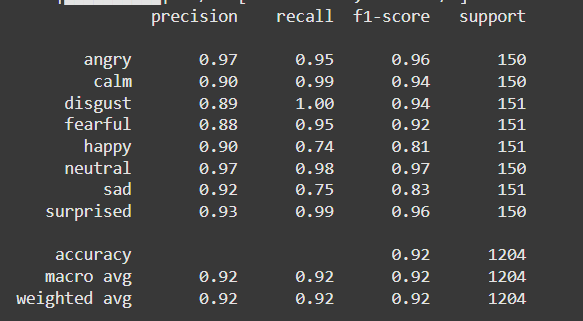 precision recall f1-score support
angry 0.97 0.95 0.96 150
calm 0.90 0.99 0.94 150
disgust 0.89 1.00 0.94 151
fearful 0.88 0.95 0.92 151
happy 0.90 0.74 0.81 151
neutral 0.97 0.98 0.97 150
sad 0.92 0.75 0.83 151
surprised 0.93 0.99 0.96 150
accuracy 0.92 1204
macro avg 0.92 0.92 0.92 1204
weighted avg 0.92 0.92 0.92 1204